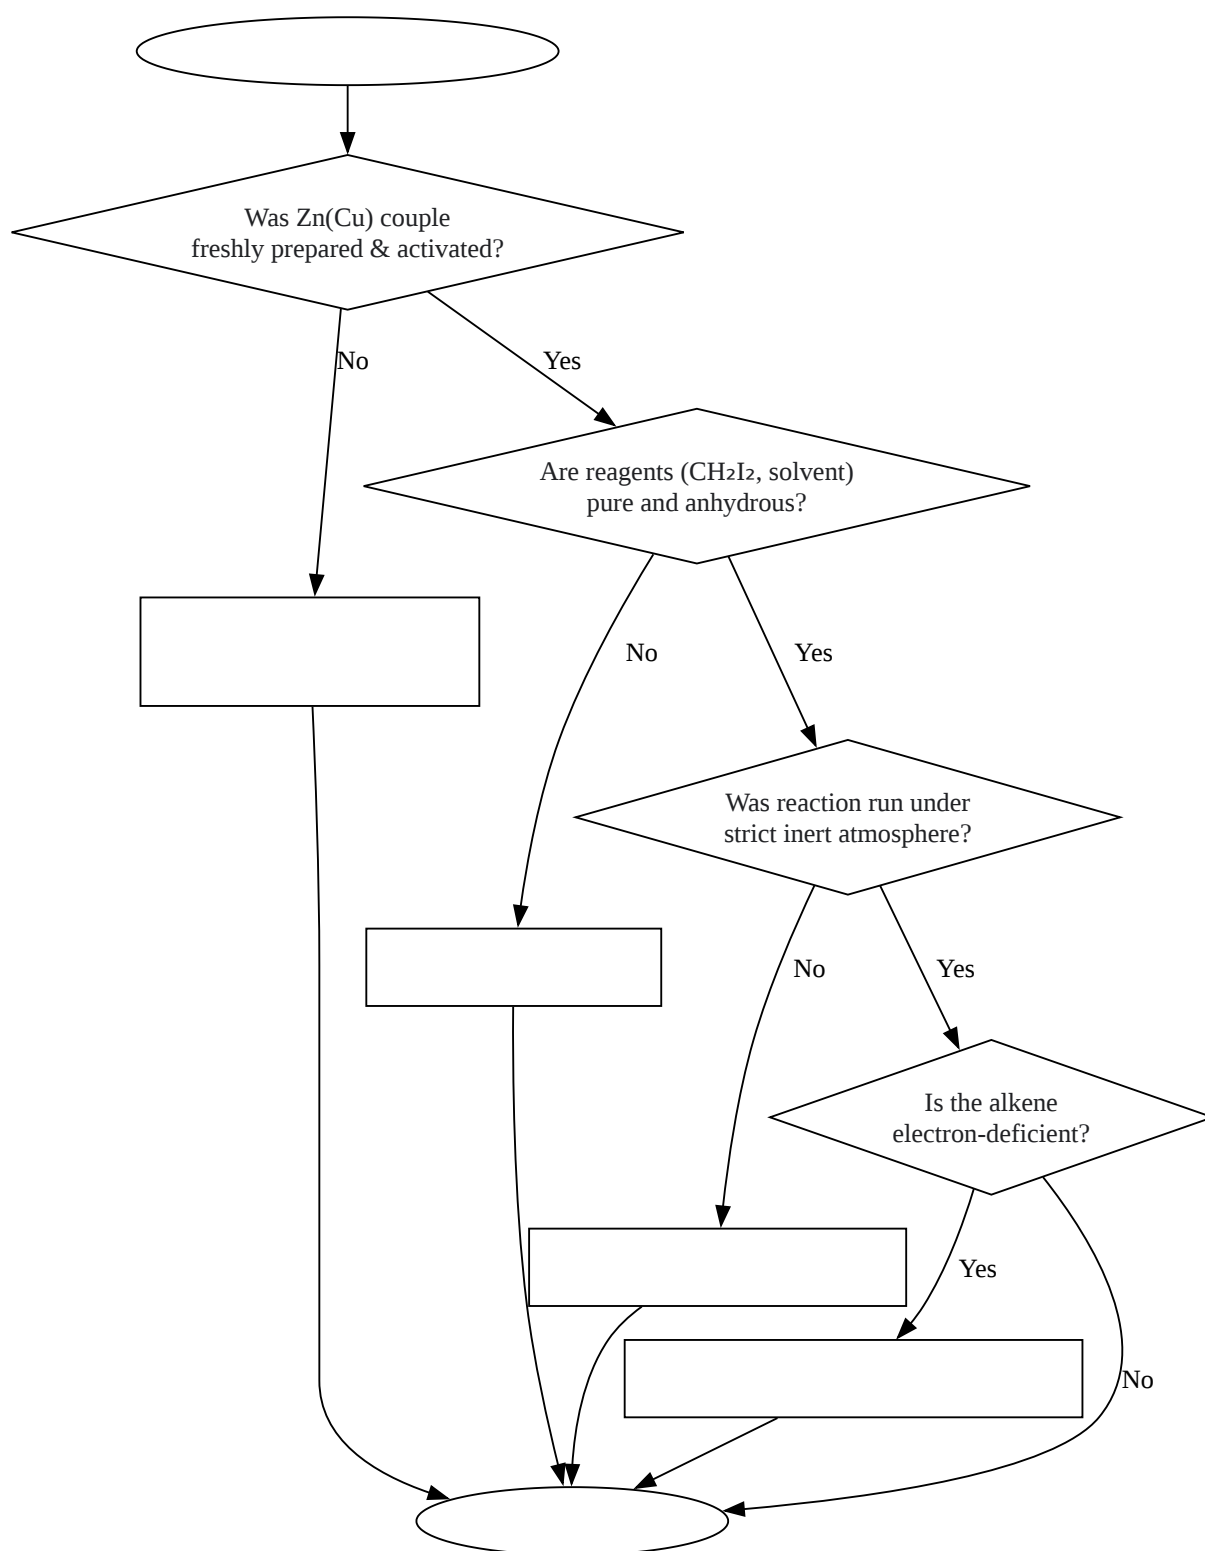 Was Zn(Cu) couple
freshly prepared & activated?
No
Yes
Are reagents (CH₂I₂, solvent)
pure and anhydrous?
No
Yes
Was reaction run under
strict inert atmosphere?
No
Yes
Is the alkene
electron-deficient?
Yes
No